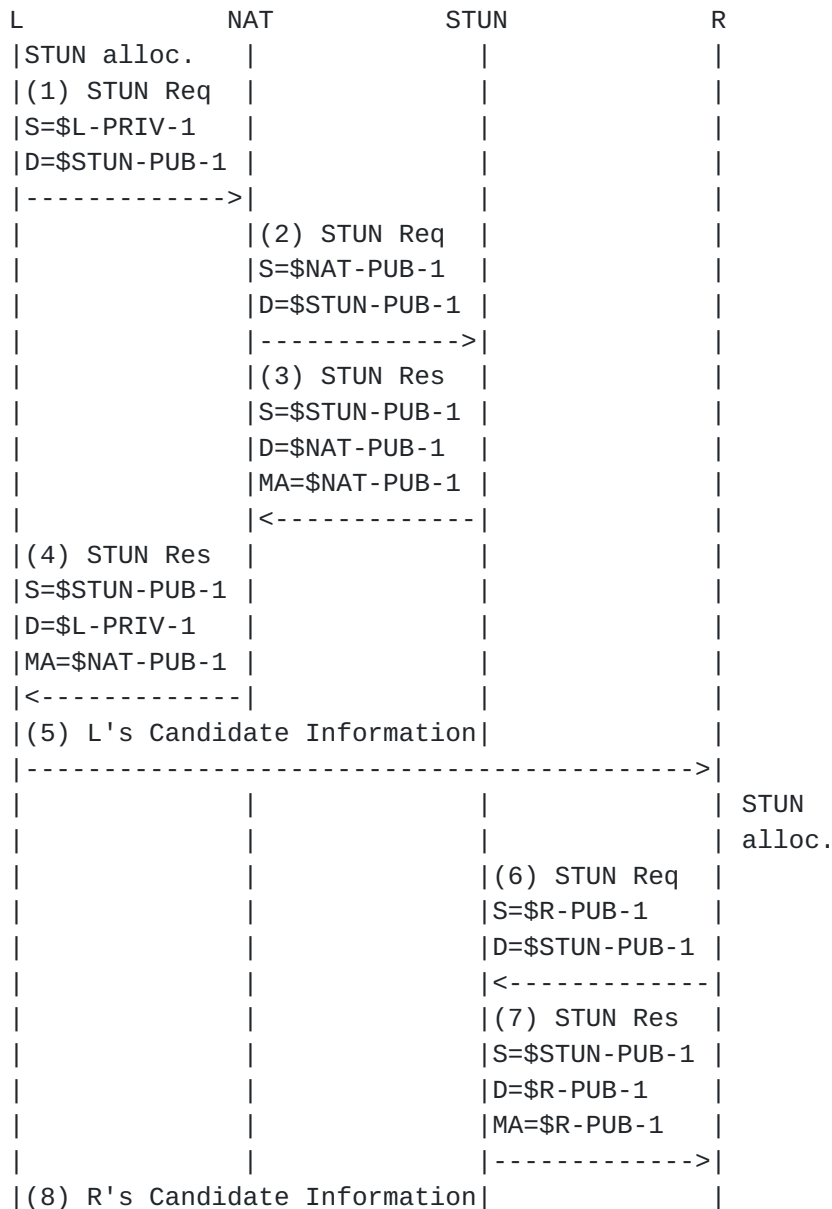 L             NAT           STUN             R
|STUN alloc.   |              |              |
|(1) STUN Req  |              |              |
|S=$L-PRIV-1   |              |              |
|D=$STUN-PUB-1 |              |              |
|------------->|              |              |
|              |(2) STUN Req  |              |
|              |S=$NAT-PUB-1  |              |
|              |D=$STUN-PUB-1 |              |
|              |------------->|              |
|              |(3) STUN Res  |              |
|              |S=$STUN-PUB-1 |              |
|              |D=$NAT-PUB-1  |              |
|              |MA=$NAT-PUB-1 |              |
|              |<-------------|              |
|(4) STUN Res  |              |              |
|S=$STUN-PUB-1 |              |              |
|D=$L-PRIV-1   |              |              |
|MA=$NAT-PUB-1 |              |              |
|<-------------|              |              |
|(5) L's Candidate Information|              |
|------------------------------------------->|
|              |              |              | STUN
|              |              |              | alloc.
|              |              |(6) STUN Req  |
|              |              |S=$R-PUB-1    |
|              |              |D=$STUN-PUB-1 |
|              |              |<-------------|
|              |              |(7) STUN Res  |
|              |              |S=$STUN-PUB-1 |
|              |              |D=$R-PUB-1    |
|              |              |MA=$R-PUB-1   |
|              |              |------------->|
|(8) R's Candidate Information|              |